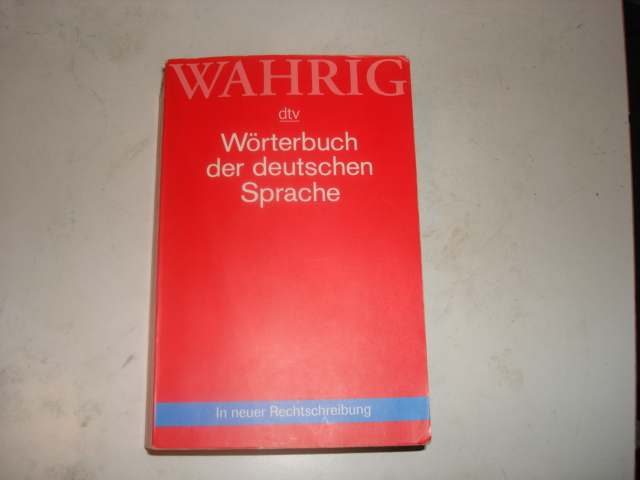 WAHRIG
dtv
Wörterbuch
der deutschen
Sprache
In neuer Rechtschreibung